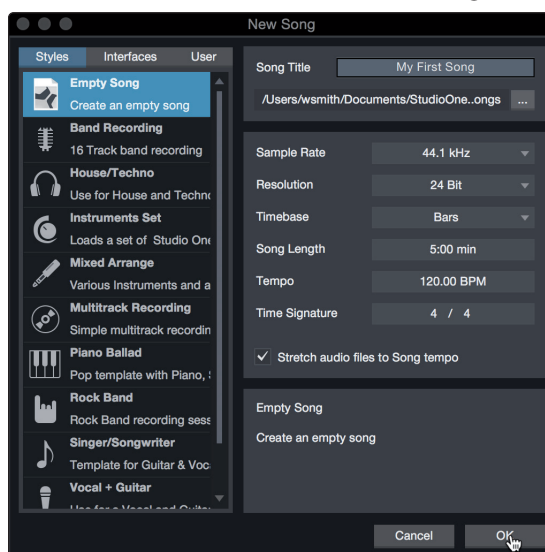 New Song
Styles Interfaces User
Empty Song
Create an empty song
Band Recording
16 Track band recording
House/Techno
Use for House and Techno
Instruments Set
Loads a set of Studio One
Mixed Arrange
Various Instruments and a
Multitrack Recording
Simple multitrack recordin
Piano Ballad
Pop template with Piano,
Rock Band
Rock Band recording sess
Singer/Songwriter
Template for Guitar & Voc
Vocal + Guitar
Song Title My First Song
/Users/wsmith/Documents/StudioOne..ongs ...
Sample Rate 44.1 kHz
Resolution 24 Bit
Timebase Bars
Song Length 5:00 min
Tempo 120.00 BPM
Time Signature 4 / 4
Stretch audio files to Song tempo
Empty Song
Create an empty song
Cancel OK